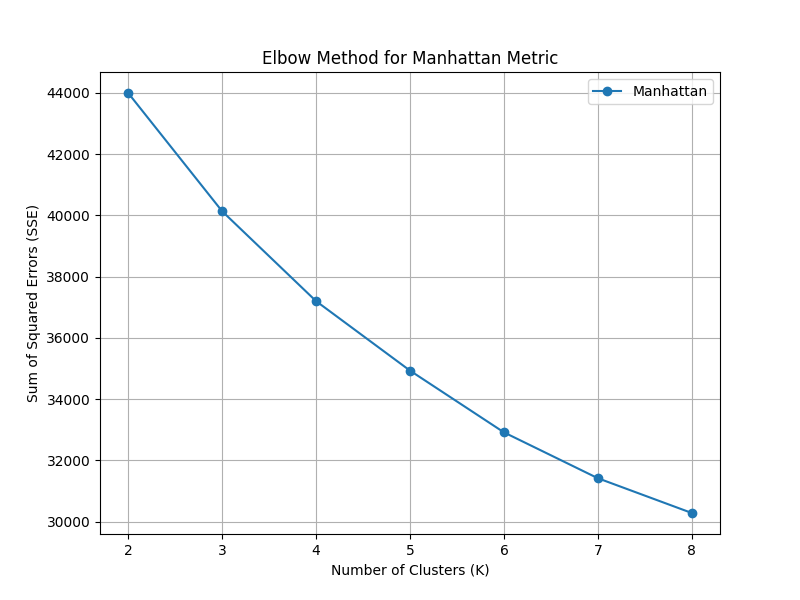 Elbow Method for Manhattan Metric
Manhattan
44000
42000
40000
38000
36000
34000
32000
30000
Sum of Squared Errors (SSE)
2 3 4 5 6 7 8
Number of Clusters (K)